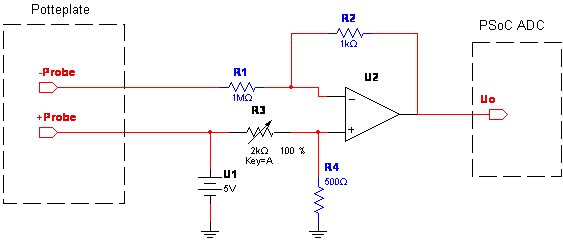 Potteplate
PSoC ADC
R2
1kΩ
-Probe
R1
1MΩ
U2
+Probe
R3
2kΩ
100 %
Key=A
Uo
U1
5V
R4
500Ω